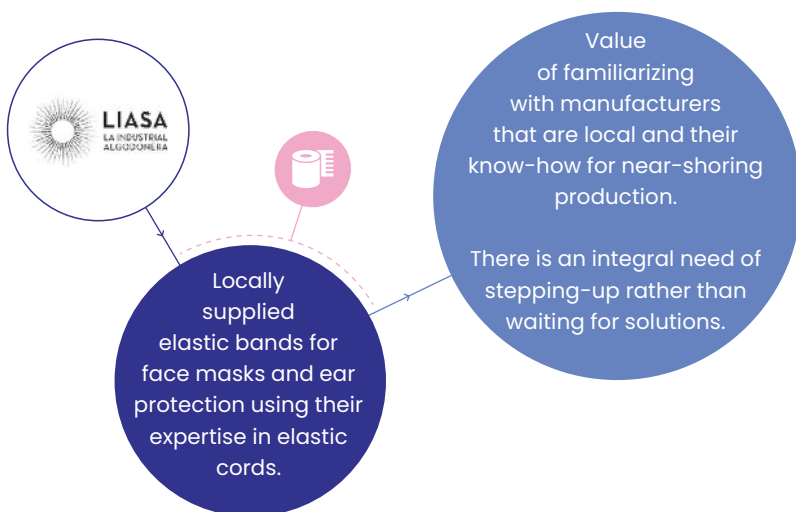 LIASA
LA INDUSTRIAL
ALGODONERA
Locally
supplied
elastic bands for
face masks and ear
protection using their
expertise in elastic
cords.
Value
of familiarizing
with manufacturers
that are local and their
know-how for near-shoring
production.
There is an integral need of
stepping-up rather than
waiting for solutions.